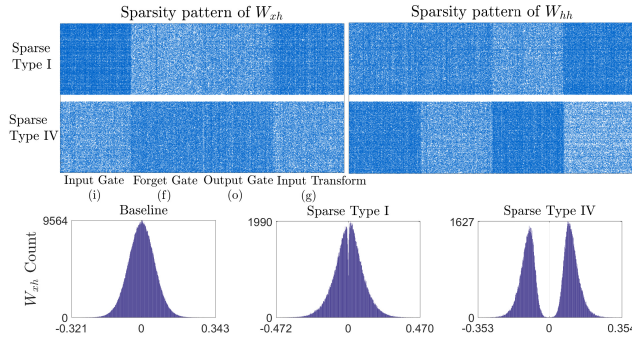 Sparsity pattern of W_xh
Sparsity pattern of W_hh
Sparse
Type I
Sparse
Type IV
Input Gate Forget Gate Output Gate Input Transform
(i) (f) (o) (g)
Baseline
Sparse Type I
Sparse Type IV
W_xh Count
9564
0
-0.321 0 0.343
1990
0
-0.472 0 0.470
1627
0
-0.353 0 0.354